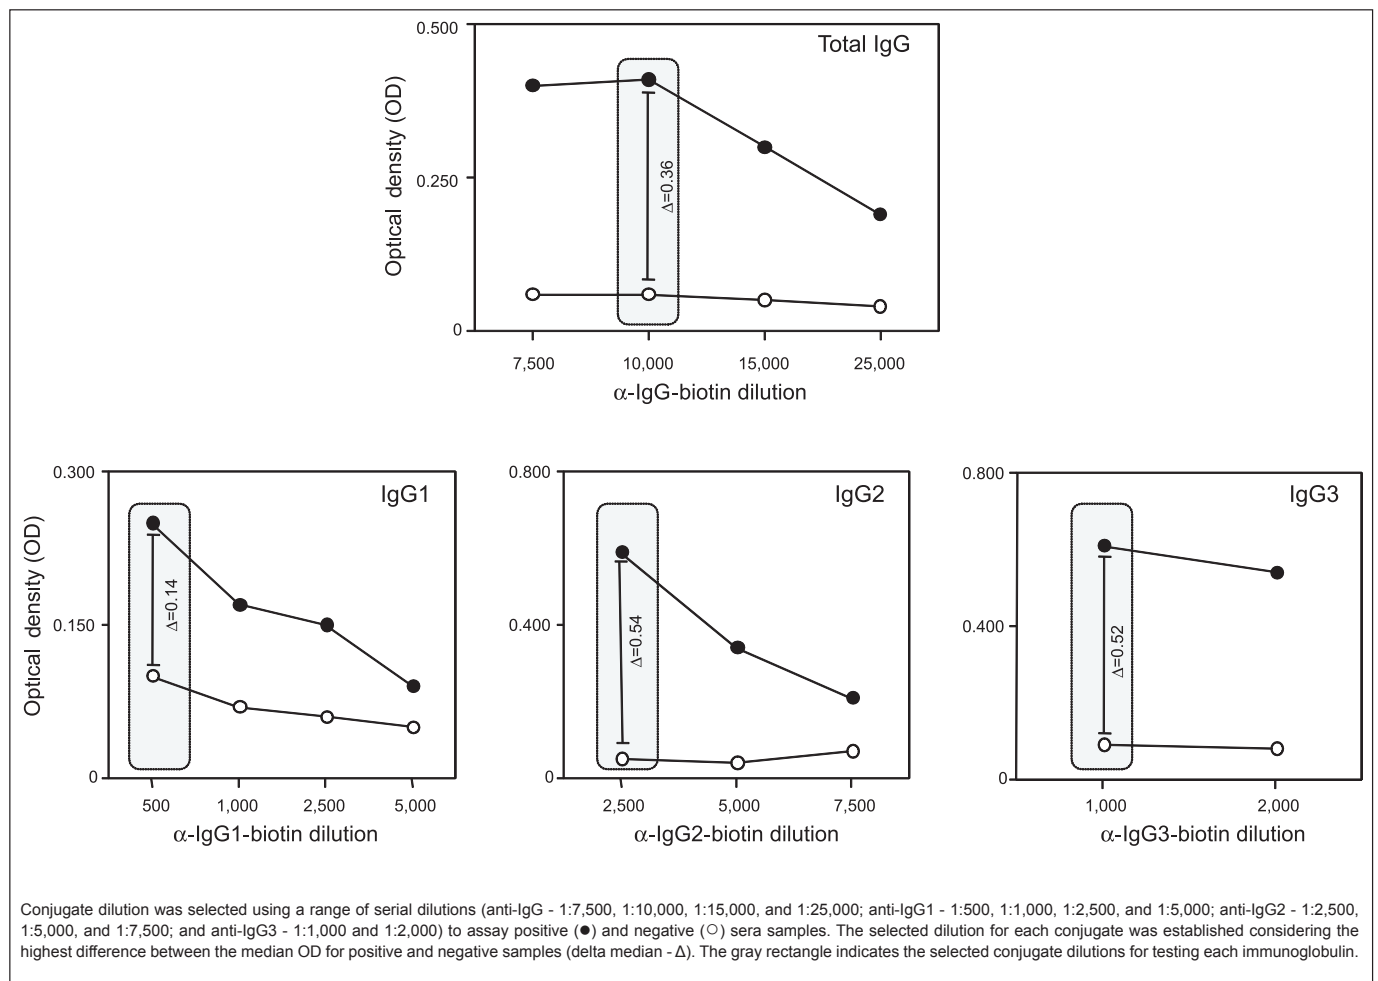 Total IgG
Optical density (OD)
0.500
0.250
0
Δ=0.36
7,500 10,000 15,000 25,000
α-IgG-biotin dilution
IgG1
Optical density (OD)
0.300
0.150
0
Δ=0.14
500 1,000 2,500 5,000
α-IgG1-biotin dilution
IgG2
0.800
0.400
0
Δ=0.54
2,500 5,000 7,500
α-IgG2-biotin dilution
IgG3
0.800
0.400
0
Δ=0.52
1,000 2,000
α-IgG3-biotin dilution
Conjugate dilution was selected using a range of serial dilutions (anti-IgG - 1:7,500, 1:10,000, 1:15,000, and 1:25,000; anti-IgG1 - 1:500, 1:1,000, 1:2,500, and 1:5,000; anti-IgG2 - 1:2,500,
1:5,000, and 1:7,500; and anti-IgG3 - 1:1,000 and 1:2,000) to assay positive (●) and negative (○) sera samples. The selected dilution for each conjugate was established considering the
highest difference between the median OD for positive and negative samples (delta median - Δ). The gray rectangle indicates the selected conjugate dilutions for testing each immunoglobulin.